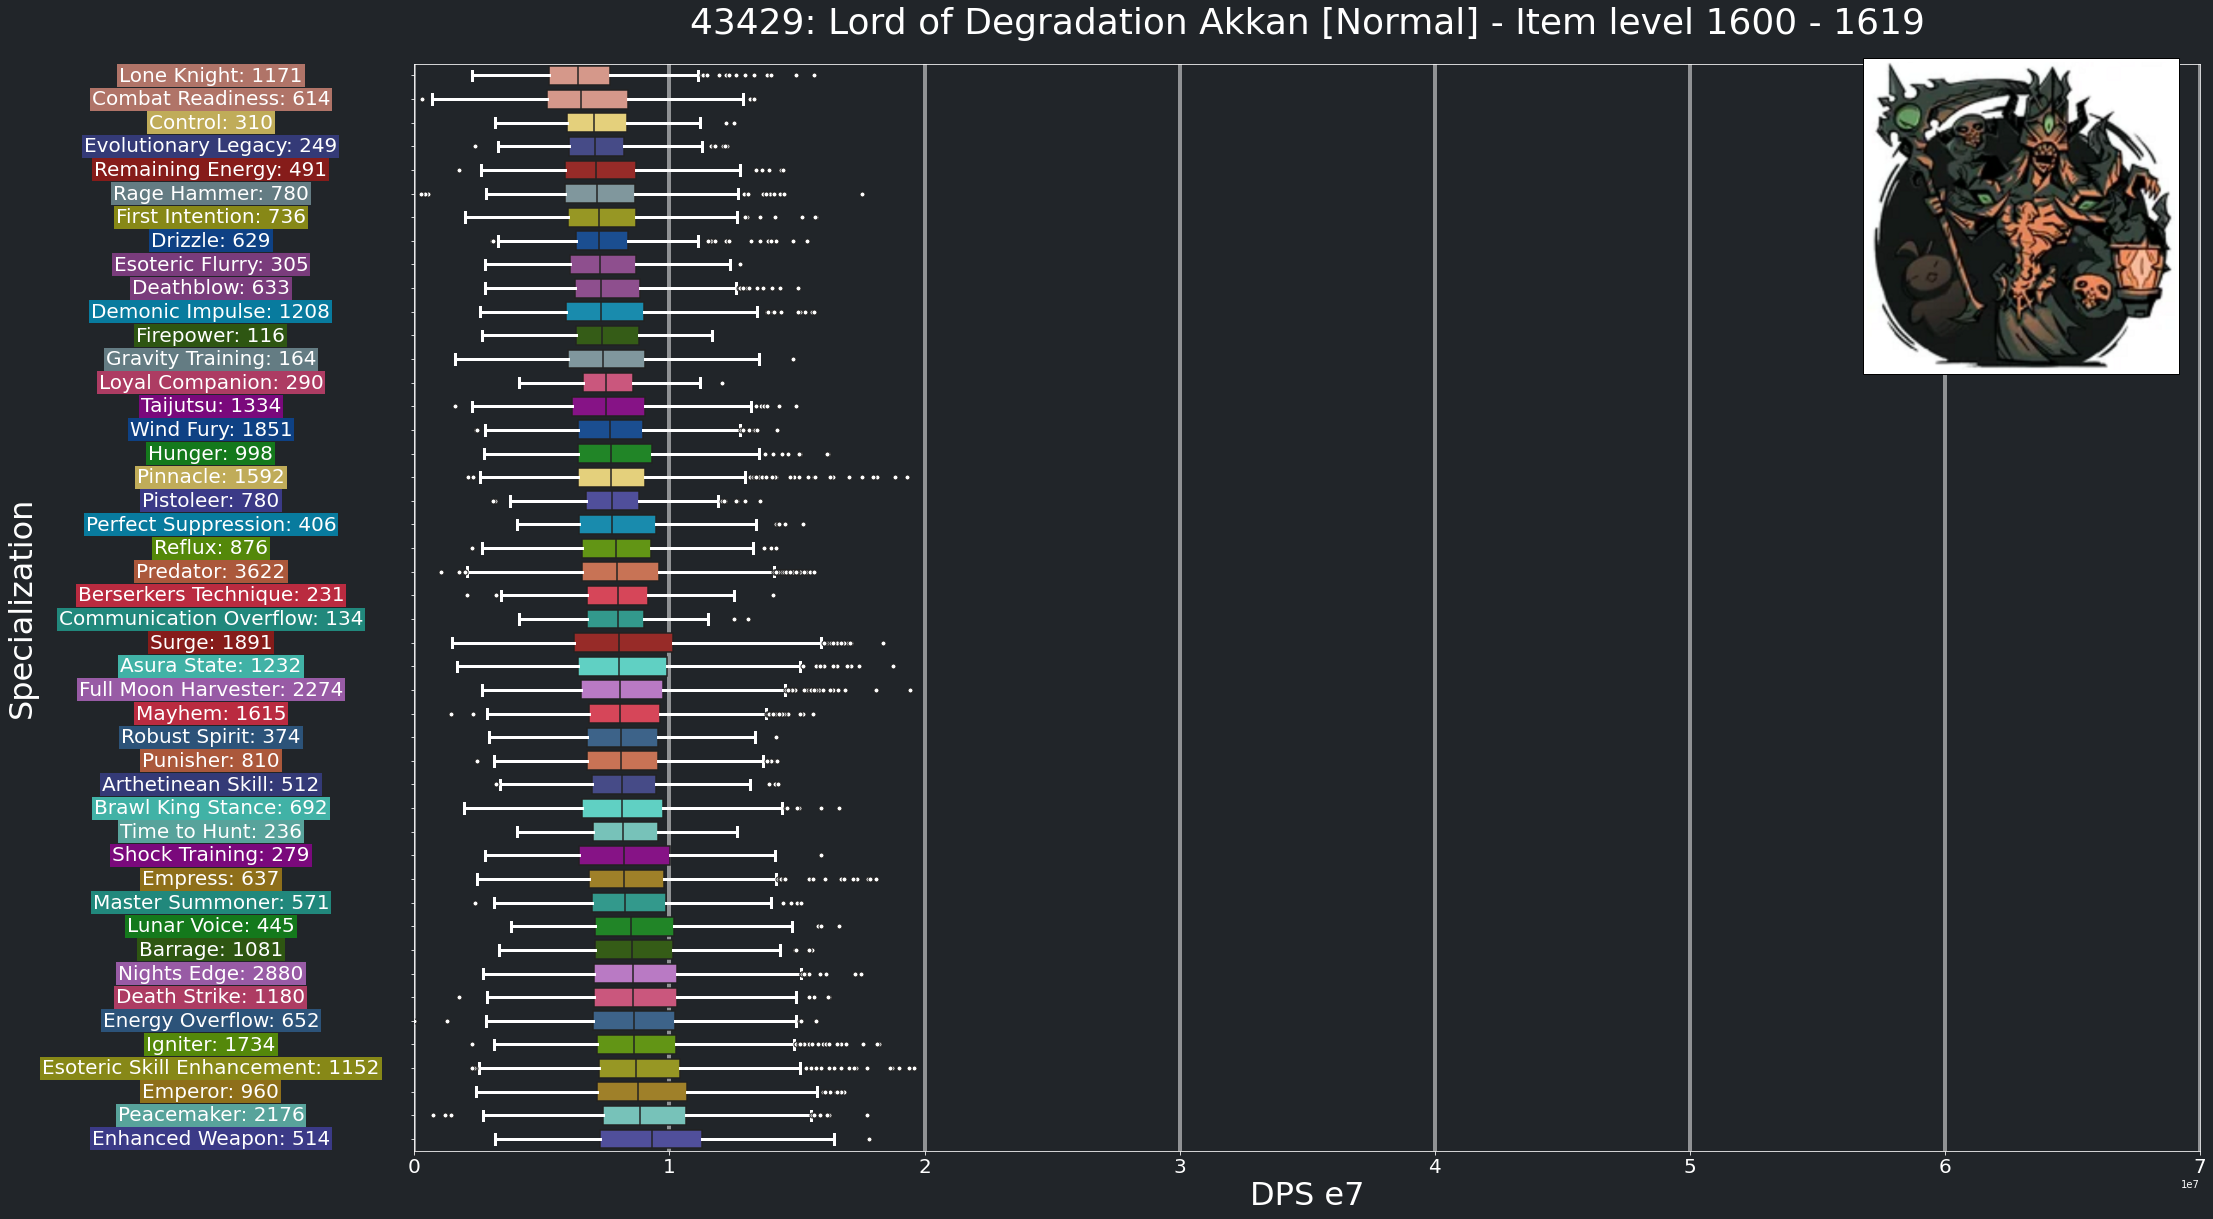 43429: Lord of Degradation Akkan [Normal] - Item level 1600 - 1619
Specialization
Lone Knight: 1171
Combat Readiness: 614
Control: 310
Evolutionary Legacy: 249
Remaining Energy: 491
Rage Hammer: 780
First Intention: 736
Drizzle: 629
Esoteric Flurry: 305
Deathblow: 633
Demonic Impulse: 1208
Firepower: 116
Gravity Training: 164
Loyal Companion: 290
Taijutsu: 1334
Wind Fury: 1851
Hunger: 998
Pinnacle: 1592
Pistoleer: 780
Perfect Suppression: 406
Reflux: 876
Predator: 3622
Berserkers Technique: 231
Communication Overflow: 134
Surge: 1891
Asura State: 1232
Full Moon Harvester: 2274
Mayhem: 1615
Robust Spirit: 374
Punisher: 810
Arthetinean Skill: 512
Brawl King Stance: 692
Time to Hunt: 236
Shock Training: 279
Empress: 637
Master Summoner: 571
Lunar Voice: 445
Barrage: 1081
Nights Edge: 2880
Death Strike: 1180
Energy Overflow: 652
Igniter: 1734
Esoteric Skill Enhancement: 1152
Emperor: 960
Peacemaker: 2176
Enhanced Weapon: 514
0 1 2 3 4 5 6 7
1e7
DPS e7